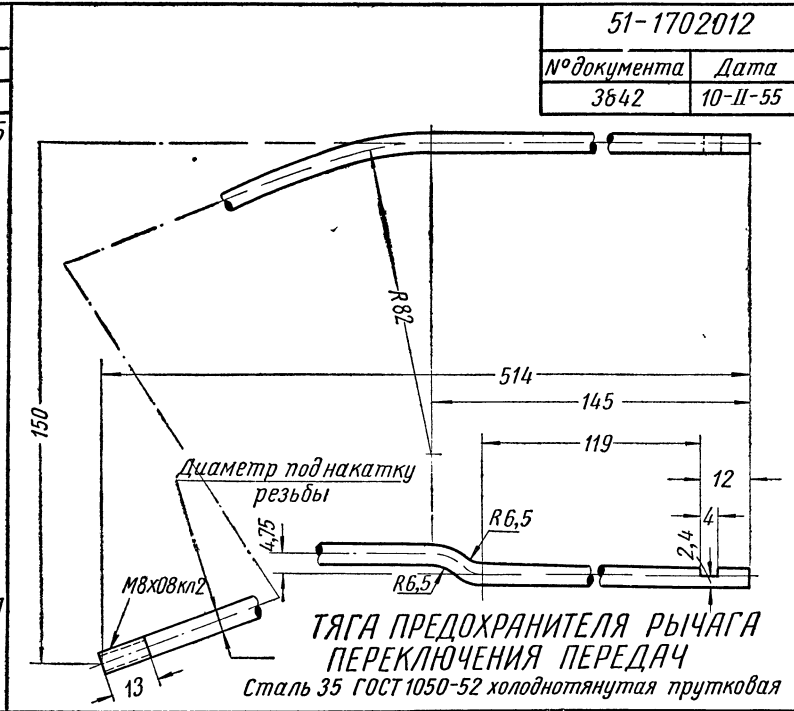 51-1702012
№ документа Дата
3642 10-II-55
R82
514
145
150
119
12
Диаметр под накатку
резьбы
4
R6,5
4,75
2,4
R6,5
М8х08кл2
13
ТЯГА ПРЕДОХРАНИТЕЛЯ РЫЧАГА
ПЕРЕКЛЮЧЕНИЯ ПЕРЕДАЧ
Сталь 35 ГОСТ 1050-52 холоднотянутая прутковая